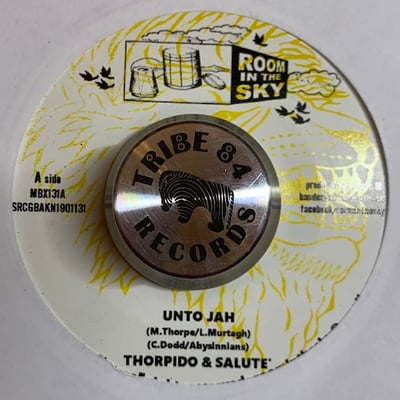 ROOM
IN THE
SKY
TRIBE 84
RECORDS
A side
MBX131A
SRCGBAKN1901131
UNTO JAH
(M.Thorpe/L.Murtagh)
(C.Dodd/Abysinnians)
THORPIDO & SALUTE